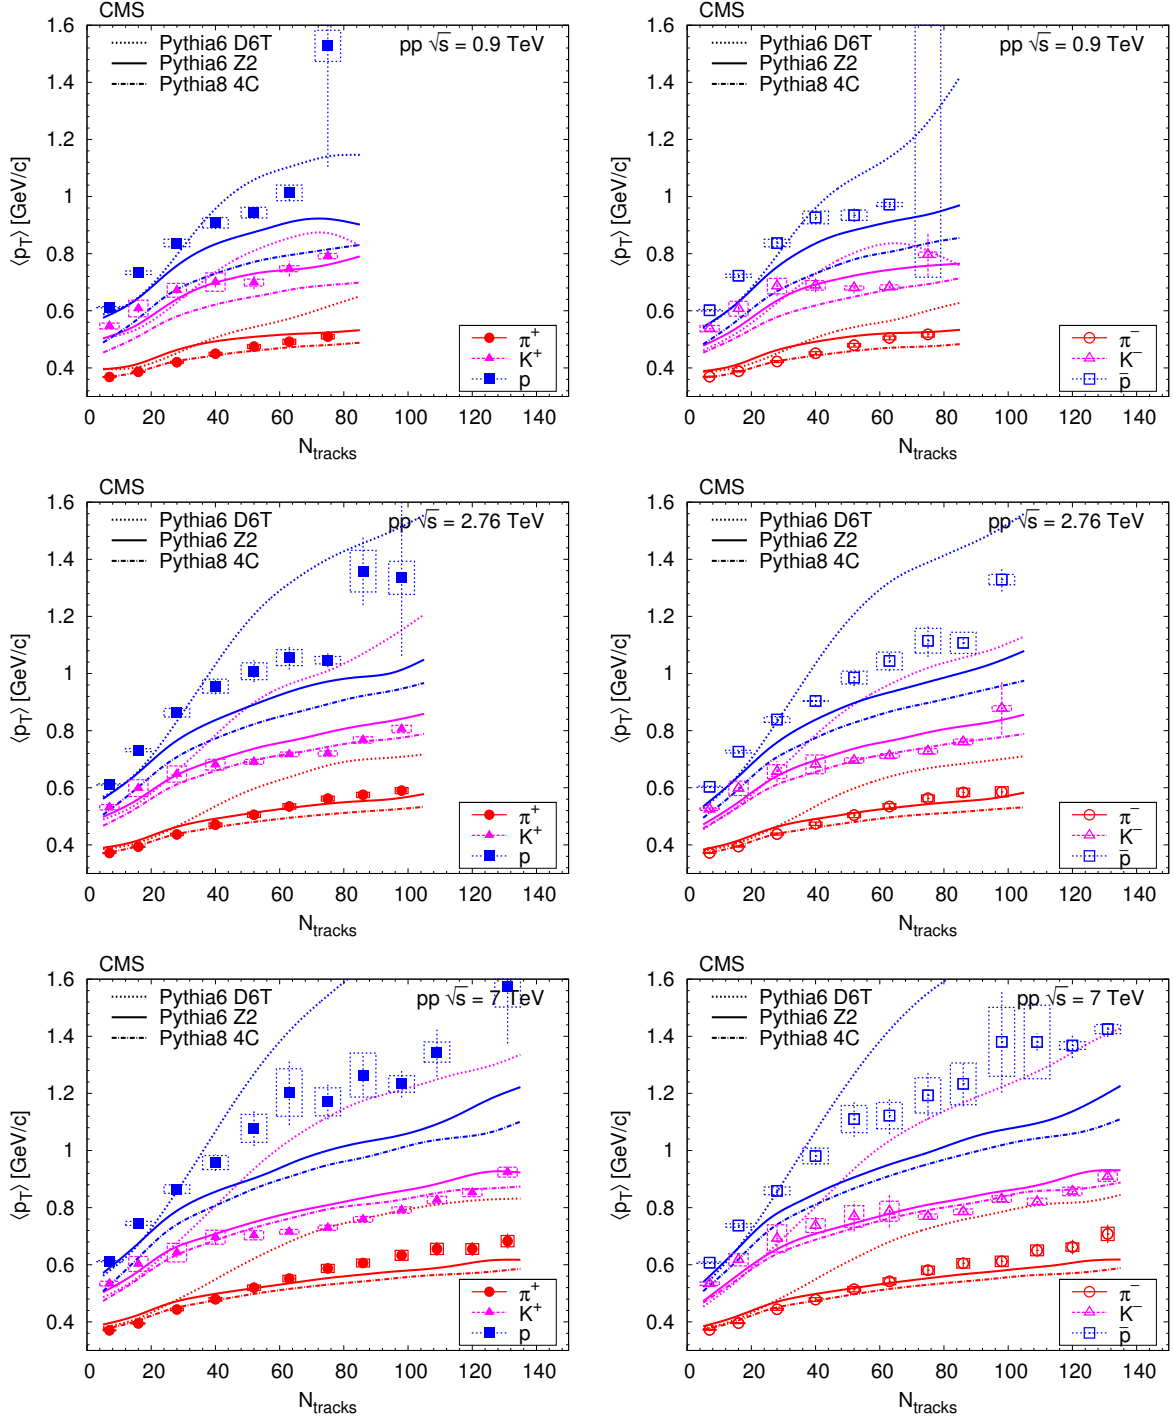 CMS
pp √s = 0.9 TeV
Pythia6 D6T
Pythia6 Z2
Pythia8 4C
⟨pT⟩ [GeV/c]
1.6
1.4
1.2
1
0.8
0.6
0.4
π+
K+
p
0 20 40 60 80 100 120 140
Ntracks
CMS
pp √s = 0.9 TeV
Pythia6 D6T
Pythia6 Z2
Pythia8 4C
⟨pT⟩ [GeV/c]
1.6
1.4
1.2
1
0.8
0.6
0.4
π−
K−
p̅
0 20 40 60 80 100 120 140
Ntracks
CMS
pp √s = 2.76 TeV
Pythia6 D6T
Pythia6 Z2
Pythia8 4C
⟨pT⟩ [GeV/c]
1.6
1.4
1.2
1
0.8
0.6
0.4
π+
K+
p
0 20 40 60 80 100 120 140
Ntracks
CMS
pp √s = 2.76 TeV
Pythia6 D6T
Pythia6 Z2
Pythia8 4C
⟨pT⟩ [GeV/c]
1.6
1.4
1.2
1
0.8
0.6
0.4
π−
K−
p̅
0 20 40 60 80 100 120 140
Ntracks
CMS
pp √s = 7 TeV
Pythia6 D6T
Pythia6 Z2
Pythia8 4C
⟨pT⟩ [GeV/c]
1.6
1.4
1.2
1
0.8
0.6
0.4
π+
K+
p
0 20 40 60 80 100 120 140
Ntracks
CMS
pp √s = 7 TeV
Pythia6 D6T
Pythia6 Z2
Pythia8 4C
⟨pT⟩ [GeV/c]
1.6
1.4
1.2
1
0.8
0.6
0.4
π−
K−
p̅
0 20 40 60 80 100 120 140
Ntracks